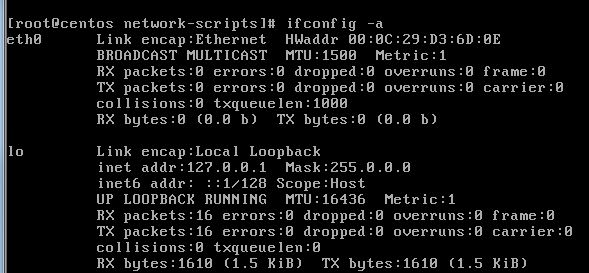 [root@centos network-scripts]# ifconfig -a
eth0 Link encap:Ethernet HWaddr 00:0C:29:D3:6D:0E
BROADCAST MULTICAST MTU:1500 Metric:1
RX packets:0 errors:0 dropped:0 overruns:0 frame:0
TX packets:0 errors:0 dropped:0 overruns:0 carrier:0
collisions:0 txqueuelen:1000
RX bytes:0 (0.0 b) TX bytes:0 (0.0 b)
lo Link encap:Local Loopback
inet addr:127.0.0.1 Mask:255.0.0.0
inet6 addr: ::1/128 Scope:Host
UP LOOPBACK RUNNING MTU:16436 Metric:1
RX packets:16 errors:0 dropped:0 overruns:0 frame:0
TX packets:16 errors:0 dropped:0 overruns:0 carrier:0
collisions:0 txqueuelen:0
RX bytes:1610 (1.5 KiB) TX bytes:1610 (1.5 KiB)